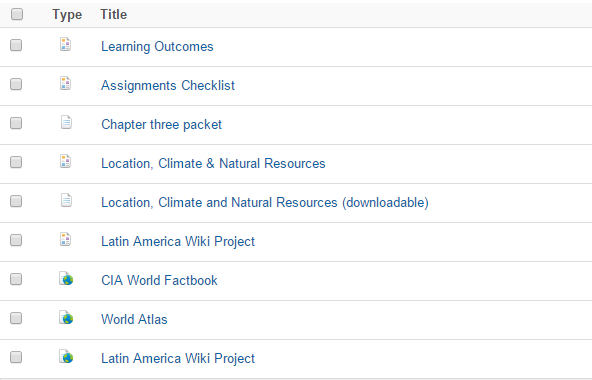 Type Title
Learning Outcomes
Assignments Checklist
Chapter three packet
Location, Climate & Natural Resources
Location, Climate and Natural Resources (downloadable)
Latin America Wiki Project
CIA World Factbook
World Atlas
Latin America Wiki Project